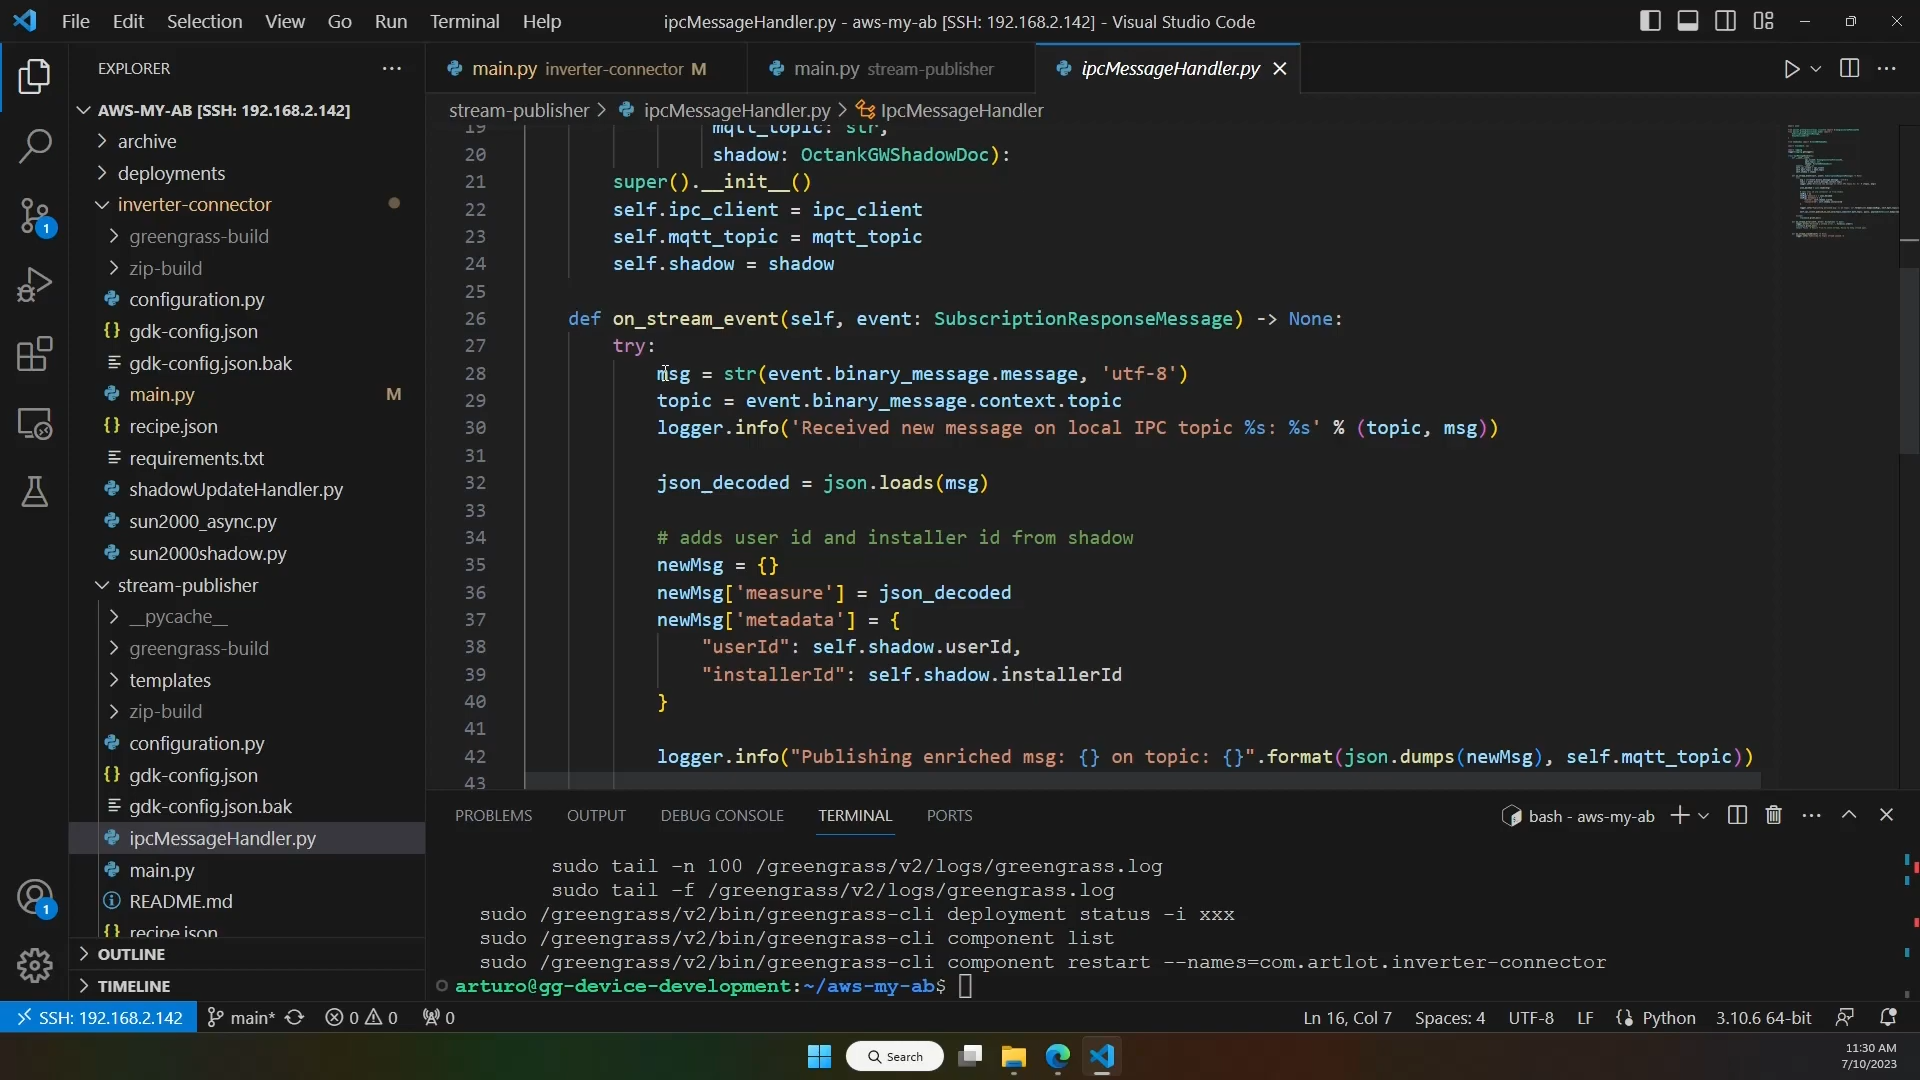 File Edit Selection View Go Run Terminal Help
ipcMessageHandler.py - aws-my-ab [SSH: 192.168.2.142] - Visual Studio Code
EXPLORER
AWS-MY-AB [SSH: 192.168.2.142]
archive
deployments
inverter-connector
greengrass-build
zip-build
configuration.py
gdk-config.json
gdk-config.json.bak
main.py M
recipe.json
requirements.txt
shadowUpdateHandler.py
sun2000_async.py
sun2000shadow.py
stream-publisher
__pycache__
greengrass-build
templates
zip-build
configuration.py
gdk-config.json
gdk-config.json.bak
ipcMessageHandler.py
main.py
README.md
recipe.json
OUTLINE
TIMELINE
1
1
main.py inverter-connector M
main.py stream-publisher
ipcMessageHandler.py
stream-publisher > ipcMessageHandler.py > IpcMessageHandler
19 mqtt_topic: str,
20 shadow: OctankGWShadowDoc):
21 super().__init__()
22 self.ipc_client = ipc_client
23 self.mqtt_topic = mqtt_topic
24 self.shadow = shadow
25
26 def on_stream_event(self, event: SubscriptionResponseMessage) -> None:
27 try:
28 msg = str(event.binary_message.message, 'utf-8')
29 topic = event.binary_message.context.topic
30 logger.info('Received new message on local IPC topic %s: %s' % (topic, msg))
31
32 json_decoded = json.loads(msg)
33
34 # adds user id and installer id from shadow
35 newMsg = {}
36 newMsg['measure'] = json_decoded
37 newMsg['metadata'] = {
38 "userId": self.shadow.userId,
39 "installerId": self.shadow.installerId
40 }
41
42 logger.info("Publishing enriched msg: {} on topic: {}".format(json.dumps(newMsg), self.mqtt_topic))
43
PROBLEMS OUTPUT DEBUG CONSOLE TERMINAL PORTS
bash - aws-my-ab
sudo tail -n 100 /greengrass/v2/logs/greengrass.log
sudo tail -f /greengrass/v2/logs/greengrass.log
sudo /greengrass/v2/bin/greengrass-cli deployment status -i xxx
sudo /greengrass/v2/bin/greengrass-cli component list
sudo /greengrass/v2/bin/greengrass-cli component restart --names=com.artlot.inverter-connector
arturo@gg-device-development:~/aws-my-ab$
SSH: 192.168.2.142 main* 0 0 0 Ln 16, Col 7 Spaces: 4 UTF-8 LF Python 3.10.6 64-bit
Search
11:30 AM
7/10/2023